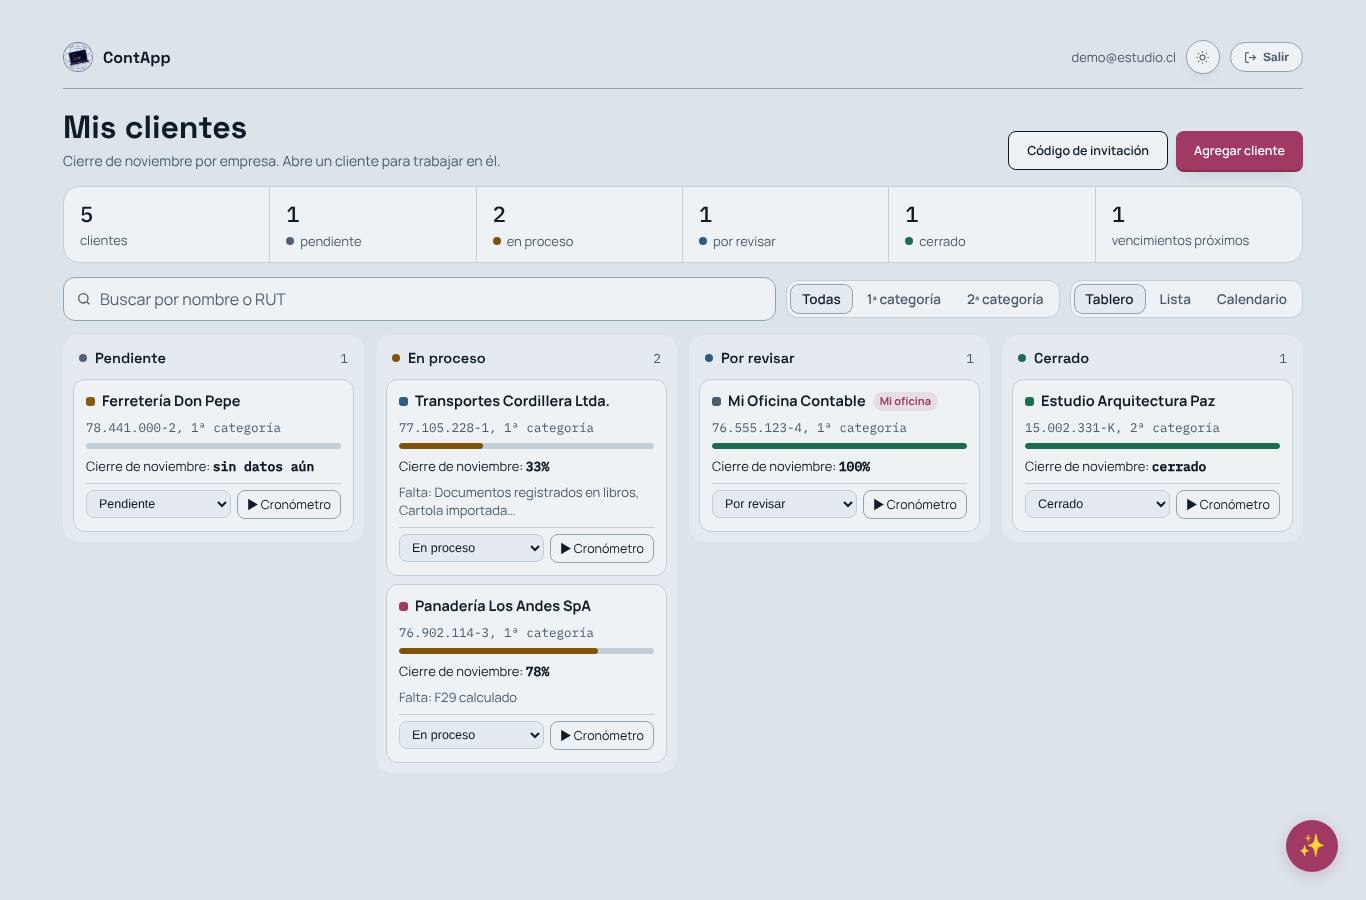 ContApp
demo@estudio.cl
Salir
Mis clientes
Cierre de noviembre por empresa. Abre un cliente para trabajar en él.
Código de invitación
Agregar cliente
5
clientes
1
pendiente
2
en proceso
1
por revisar
1
cerrado
1
vencimientos próximos
Buscar por nombre o RUT
Todas
1ª categoría
2ª categoría
Tablero
Lista
Calendario
Pendiente 1
Ferretería Don Pepe
78.441.000-2, 1ª categoría
Cierre de noviembre: sin datos aún
Pendiente
Cronómetro
En proceso 2
Transportes Cordillera Ltda.
77.105.228-1, 1ª categoría
Cierre de noviembre: 33%
Falta: Documentos registrados en libros,
Cartola importada…
En proceso
Cronómetro
Panadería Los Andes SpA
76.902.114-3, 1ª categoría
Cierre de noviembre: 78%
Falta: F29 calculado
En proceso
Cronómetro
Por revisar 1
Mi Oficina Contable Mi oficina
76.555.123-4, 1ª categoría
Cierre de noviembre: 100%
Por revisar
Cronómetro
Cerrado 1
Estudio Arquitectura Paz
15.002.331-K, 2ª categoría
Cierre de noviembre: cerrado
Cerrado
Cronómetro